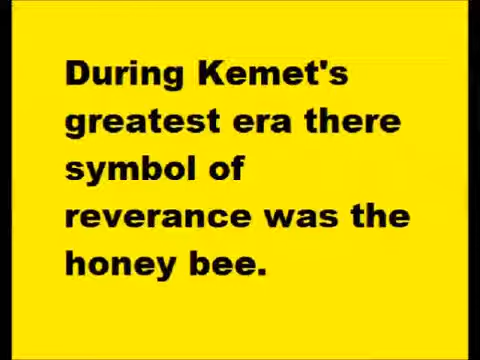 During Kemet's
greatest era there
symbol of
reverance was the
honey bee.